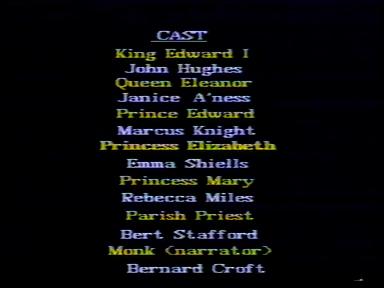 CAST
King Edward I
John Hughes
Queen Eleanor
Janice A'ness
Prince Edward
Marcus Knight
Princess Elizabeth
Emma Shiells
Princess Mary
Rebecca Miles
Parish Priest
Bert Stafford
Monk (narrator)
Bernard Croft